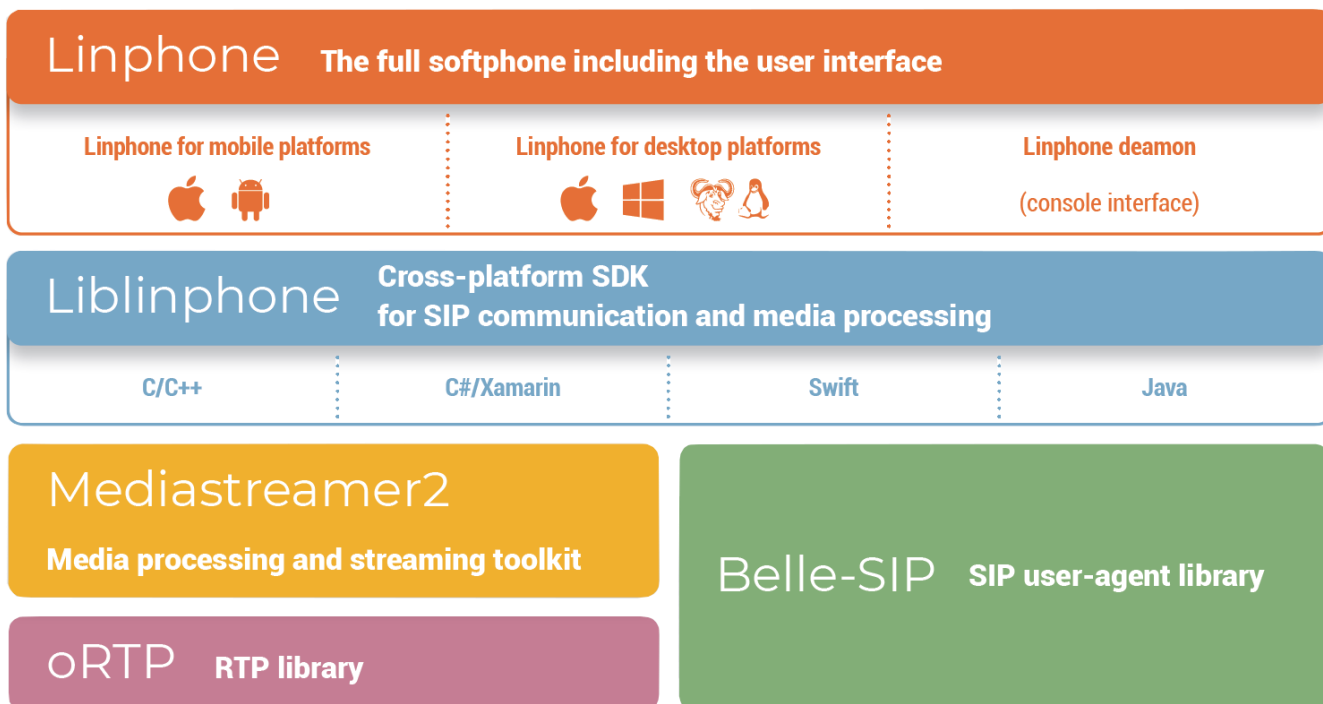 Linphone The full softphone including the user interface
Linphone for mobile platforms
Linphone for desktop platforms
Linphone deamon
(console interface)
Liblinphone
Cross-platform SDK
for SIP communication and media processing
C/C++
C#/Xamarin
Swift
Java
Mediastreamer2
Media processing and streaming toolkit
Belle-SIP SIP user-agent library
oRTP RTP library